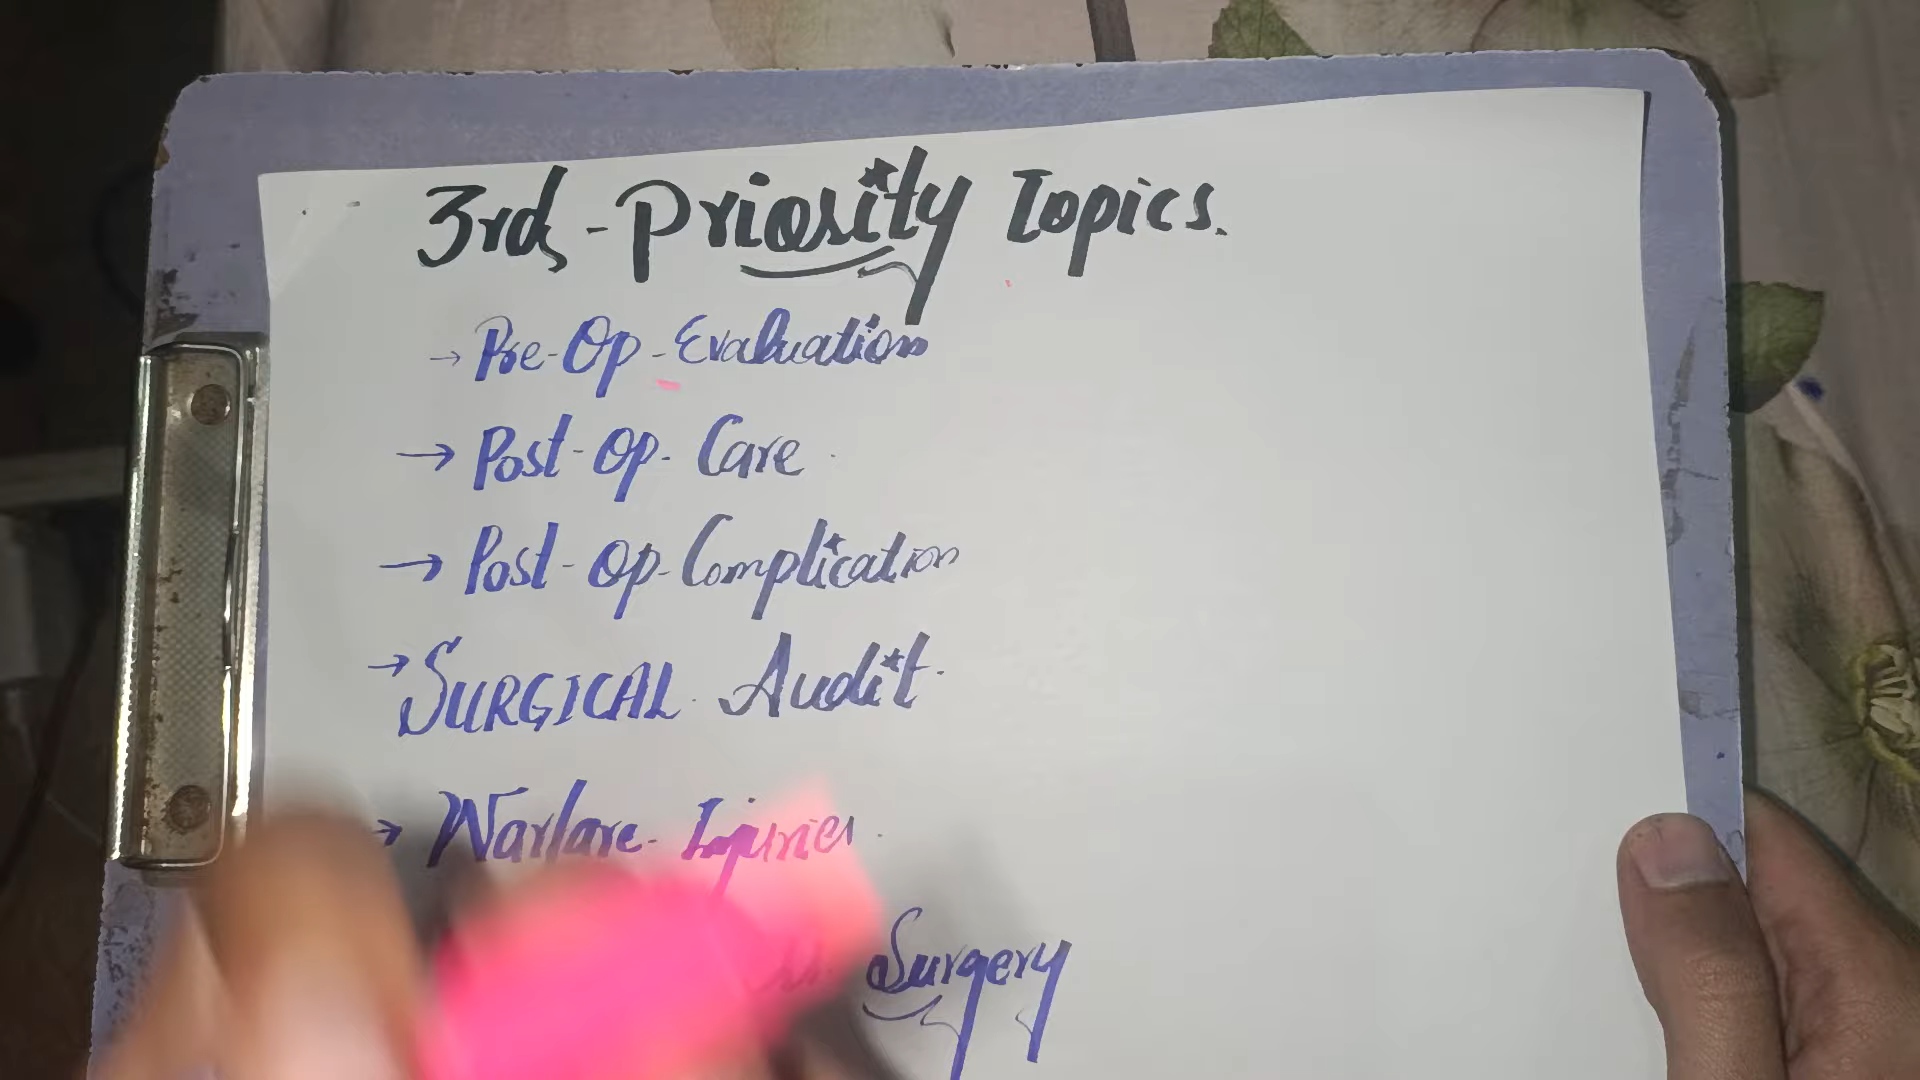 3rd - Priority Topics.
→ Pre-Op-Evaluation
→ Post-Op-Care.
→ Post-Op-Complication
→ SURGICAL Audit.
→ Warfare-Injuries.
Surgery